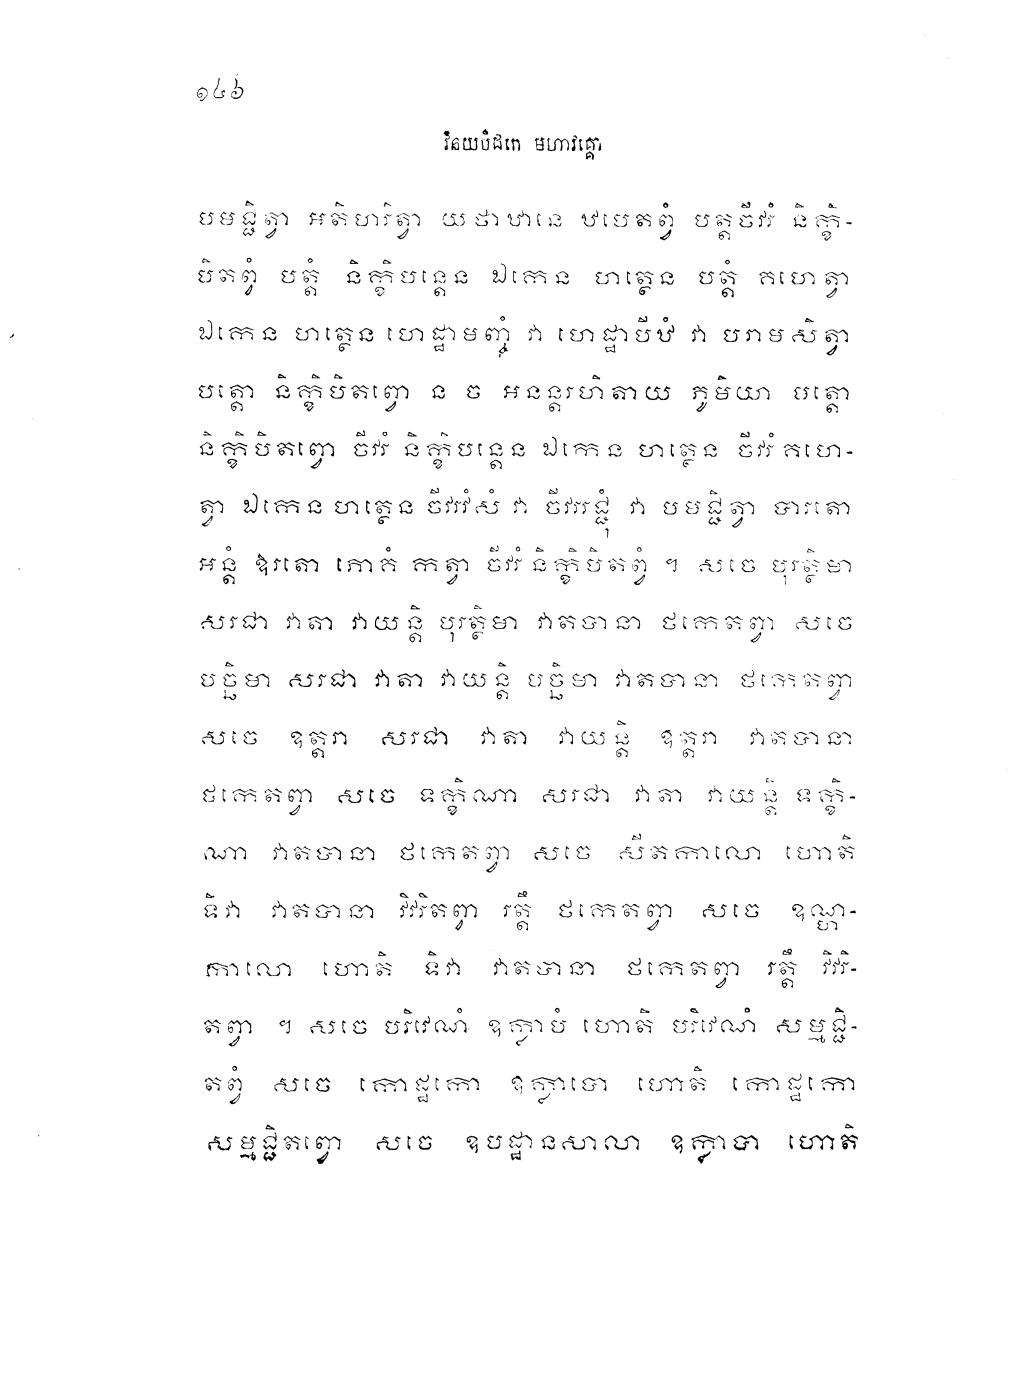 ១៤៦
វិនយបិដកេ មហាវគ្គោ
បមជ្ជិត្វា អតិហរិត្វា យថាឋានេ ឋបេតព្វំ បត្តចីវរំ និក្ខិ-
បិតព្វំ បត្តំ និក្ខិបន្តេន ឯកេន ហត្ថេន បត្តំ គហេត្វា
ឯកេន ហត្ថេន ហេដ្ឋាមញ្ចំ វា ហេដ្ឋាបីឋំ វា បរាមសិត្វា
បត្តោ និក្ខិបិតព្វោ ន ច អនន្តរហិតាយ ភូមិយា បត្តោ
និក្ខិបិតព្វោ ចីវរំ និក្ខិបន្តេន ឯកេន ហត្ថេន ចីវរំ គហេ-
ត្វា ឯកេន ហត្ថេន ចីវរវំសំ វា ចីវររជ្ជុំ វា បមជ្ជិត្វា បារតោ
អន្តំ ឱរតោ ភោគំ កត្វា ចីវរំ និក្ខិបិតព្វំ ។ សចេ បុរត្ថិមា
សរជា វាតា វាយន្តិ បុរត្ថិមា វាតបានា ថកេតព្វា សចេ
បច្ឆិមា សរជា វាតា វាយន្តិ បច្ឆិមា វាតបានា ថកេតព្វា
សចេ ឧត្តរា សរជា វាតា វាយន្តិ ឧត្តរា វាតបានា
ថកេតព្វា សចេ ទក្ខិណា សរជា វាតា វាយន្តិ ទក្ខិ-
ណា វាតបានា ថកេតព្វា សចេ សីតកាលោ ហោតិ
ទិវា វាតបានា វិវរិតព្វា រត្តឹ ថកេតព្វា សចេ ឧណ្ហ-
កាលោ ហោតិ ទិវា វាតបានា ថកេតព្វា រត្តឹ វិវរិ-
តព្វា ។ សចេ បរិវេណំ ឧក្លាបំ ហោតិ បរិវេណំ សម្មជ្ជិ-
តព្វំ សចេ កោដ្ឋកោ ឧក្លាបោ ហោតិ កោដ្ឋកោ
សម្មជ្ជិតព្វោ សចេ ឧបដ្ឋានសាលា ឧក្លាបា ហោតិ